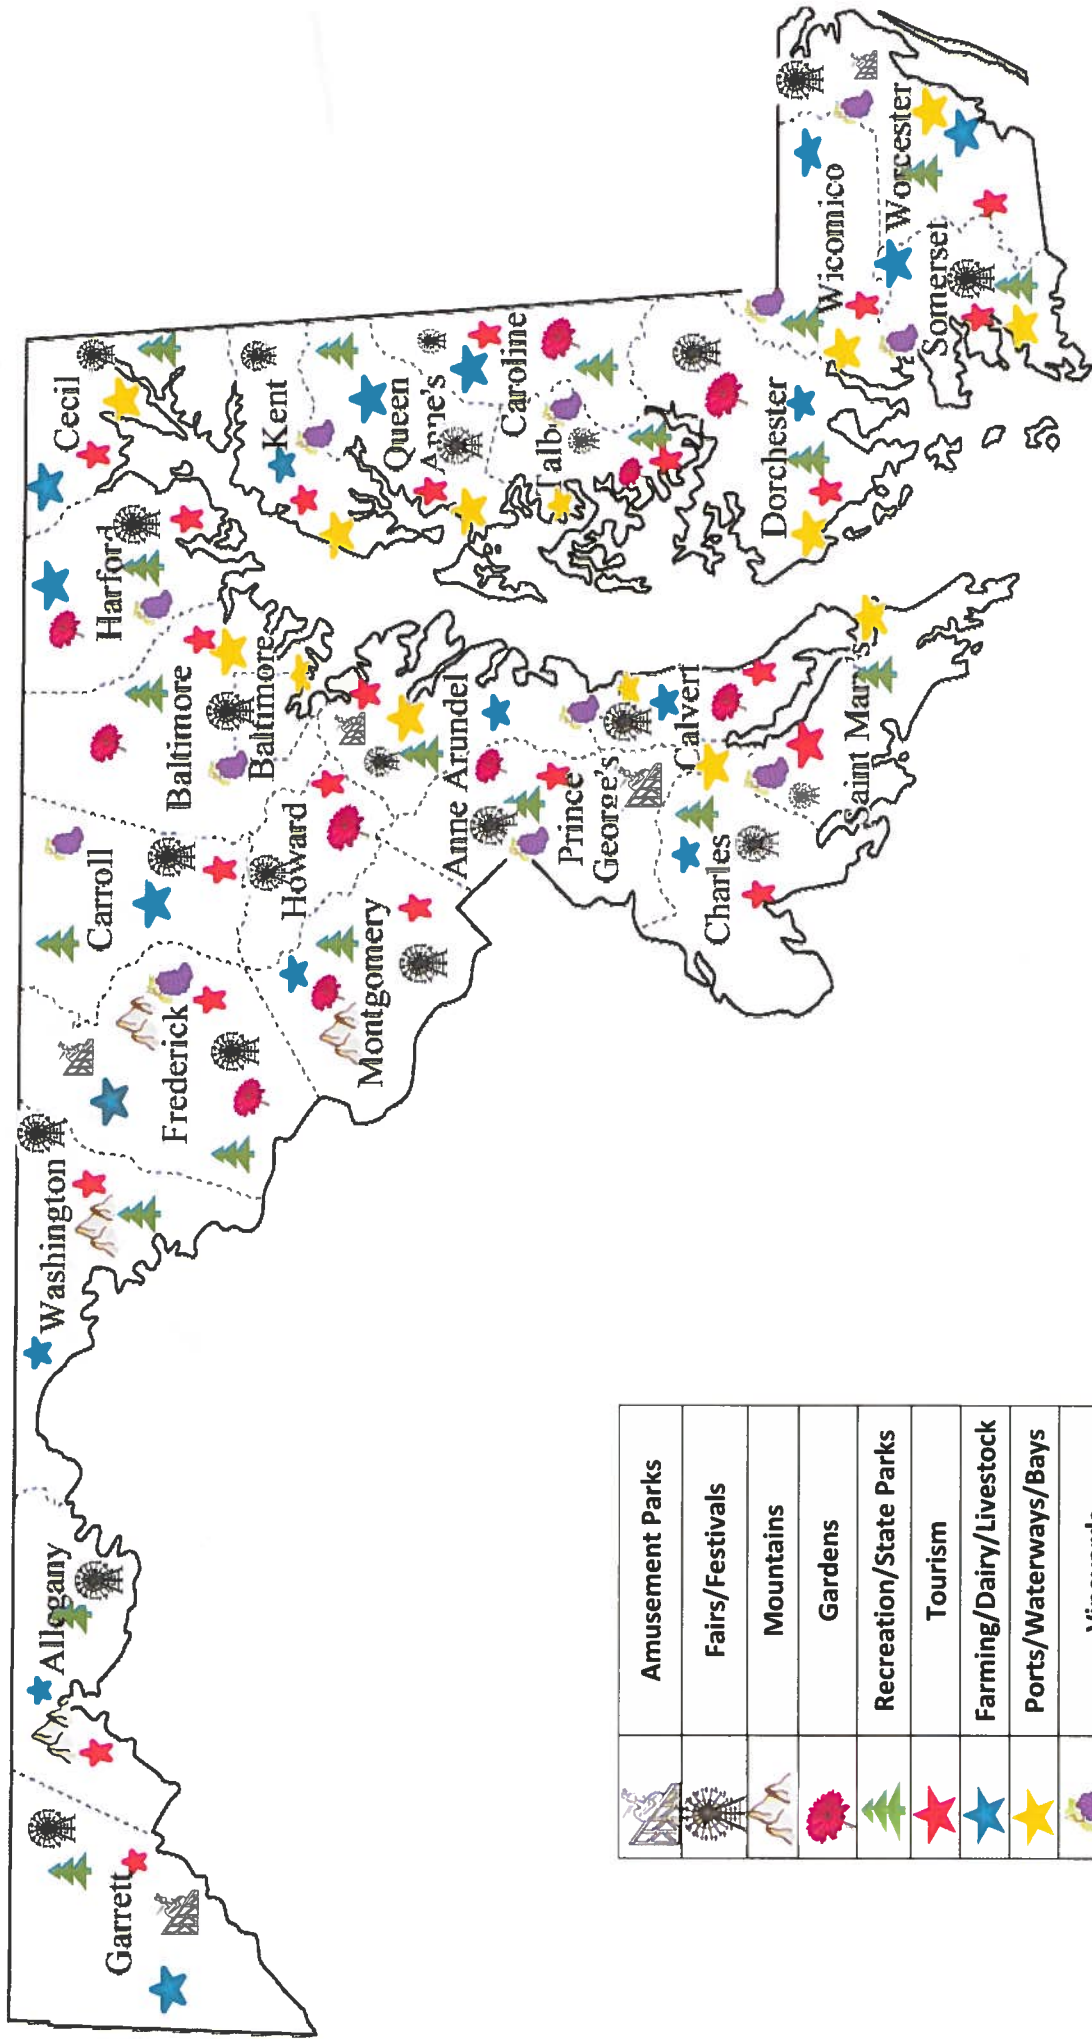 Garrett
Allegany
Washington
Frederick
Carroll
Baltimore
Baltimore
Harford
Cecil
Howard
Montgomery
Anne Arundel
Prince
George's
Calvert
Charles
Saint Mary's
Kent
Queen
Anne's
Caroline
Talb
Dorchester
Wicomico
Somerset
Worcester
Amusement Parks
Fairs/Festivals
Mountains
Gardens
Recreation/State Parks
Tourism
Farming/Dairy/Livestock
Ports/Waterways/Bays